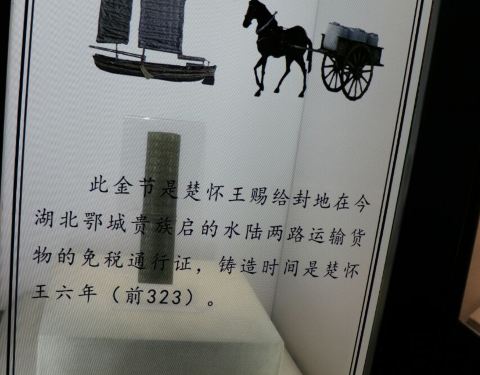 此金节是楚怀王赐给封地在今
湖北鄂城贵族启的水陆两路运输货
物的免税通行证，铸造时间是楚怀
王六年（前323）。